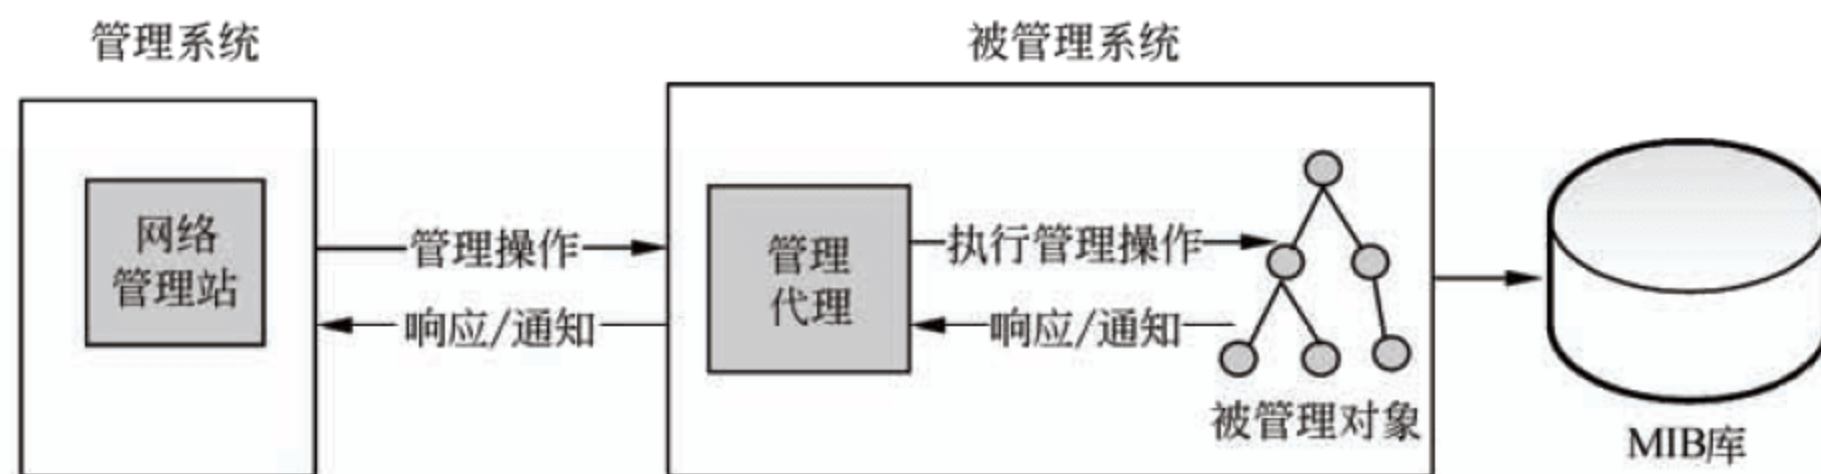 管理系统
被管理系统
网络
管理站
管理操作
响应/通知
管理
代理
执行管理操作
响应/通知
被管理对象
MIB库